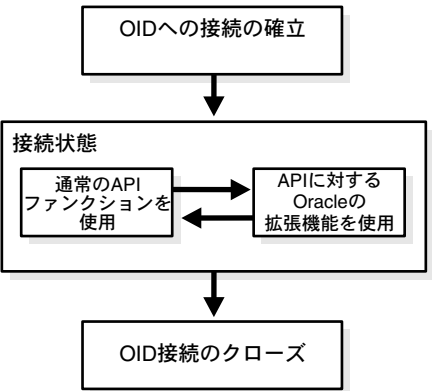 OIDへの接続の確立
接続状態
通常のAPI
ファンクションを
使用
APIに対する
Oracleの
拡張機能を使用
OID接続のクローズ